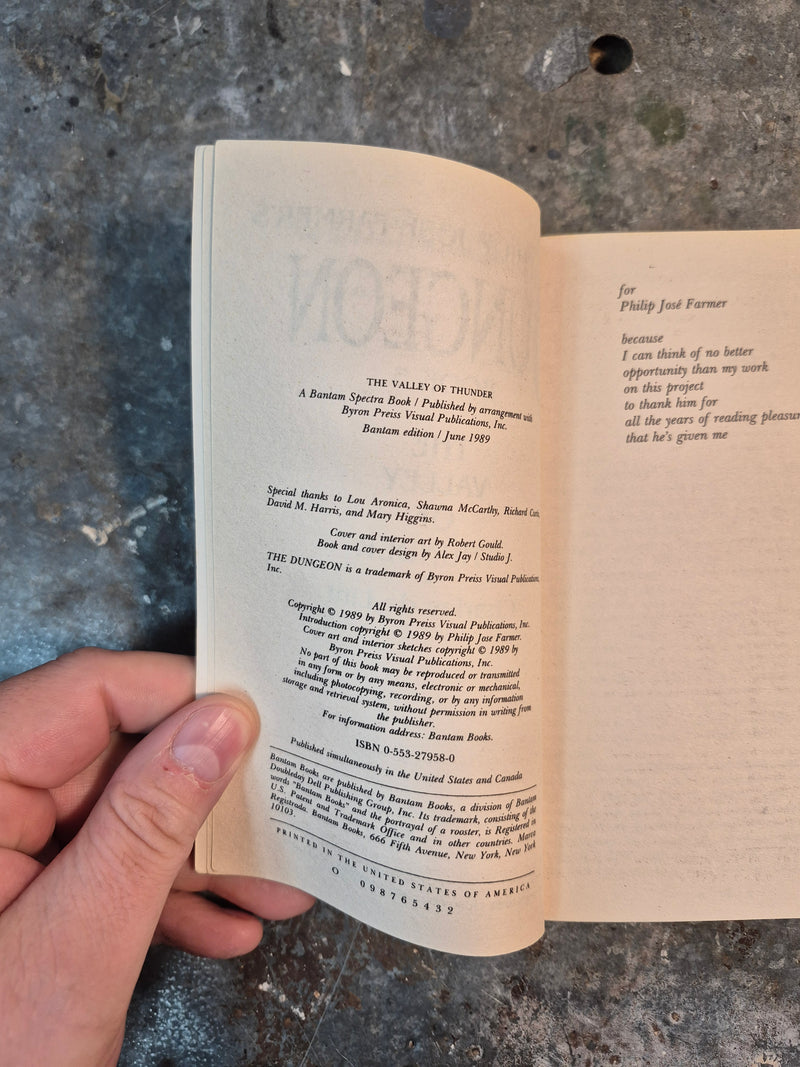 THE VALLEY OF THUNDER
A Bantam Spectra Book / Published by arrangement with
Byron Preiss Visual Publications, Inc.
Bantam edition / June 1989
Special thanks to Lou Aronica, Shawna McCarthy, Richard Curtis,
David M. Harris, and Mary Higgins.
Cover and interior art by Robert Gould.
Book and cover design by Alex Jay / Studio J.
THE DUNGEON is a trademark of Byron Preiss Visual Publications,
Inc.
All rights reserved.
Copyright © 1989 by Byron Preiss Visual Publications, Inc.
Introduction copyright © 1989 by Philip Jose Farmer.
Cover art and interior sketches copyright © 1989 by
Byron Preiss Visual Publications, Inc.
No part of this book may be reproduced or transmitted
in any form or by any means, electronic or mechanical,
including photocopying, recording, or by any information
storage and retrieval system, without permission in writing from
the publisher.
For information address: Bantam Books.
ISBN 0-553-27958-0
Published simultaneously in the United States and Canada
Bantam Books are published by Bantam Books, a division of Bantam
Doubleday Dell Publishing Group, Inc. Its trademark, consisting of the
words "Bantam Books" and the portrayal of a rooster, is Registered in
U.S. Patent and Trademark Office and in other countries. Marca
Registrada. Bantam Books, 666 Fifth Avenue, New York, New York
10103.
PRINTED IN THE UNITED STATES OF AMERICA
O 0 9 8 7 6 5 4 3 2
for
Philip José Farmer
because
I can think of no better
opportunity than my work
on this project
to thank him for
all the years of reading pleasure
that he's given me